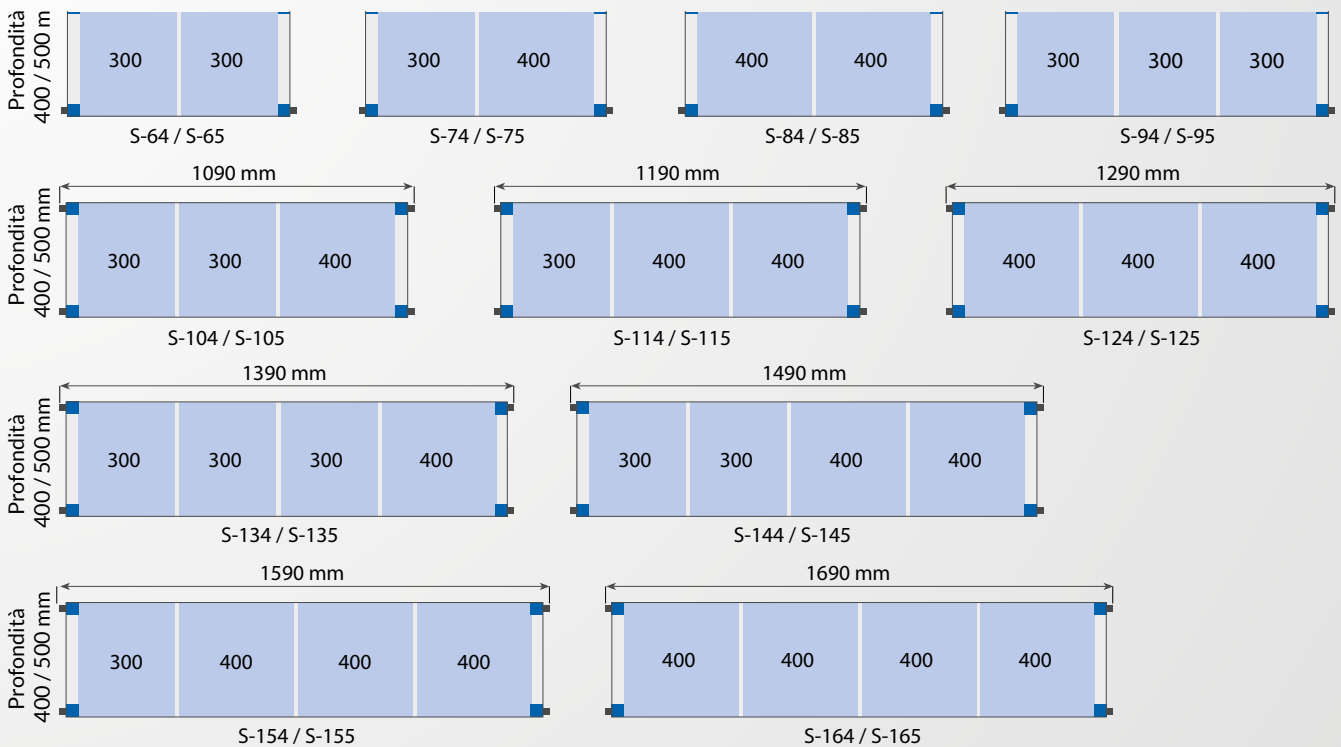 Profondità
400 / 500 m
300 300
S-64 / S-65
300 400
S-74 / S-75
400 400
S-84 / S-85
300 300 300
S-94 / S-95
Profondità
400 / 500 mm
1090 mm
300 300 400
S-104 / S-105
1190 mm
300 400 400
S-114 / S-115
1290 mm
400 400 400
S-124 / S-125
Profondità
400 / 500 mm
1390 mm
300 300 300 400
S-134 / S-135
1490 mm
300 300 400 400
S-144 / S-145
Profondità
400 / 500 mm
1590 mm
300 400 400 400
S-154 / S-155
1690 mm
400 400 400 400
S-164 / S-165